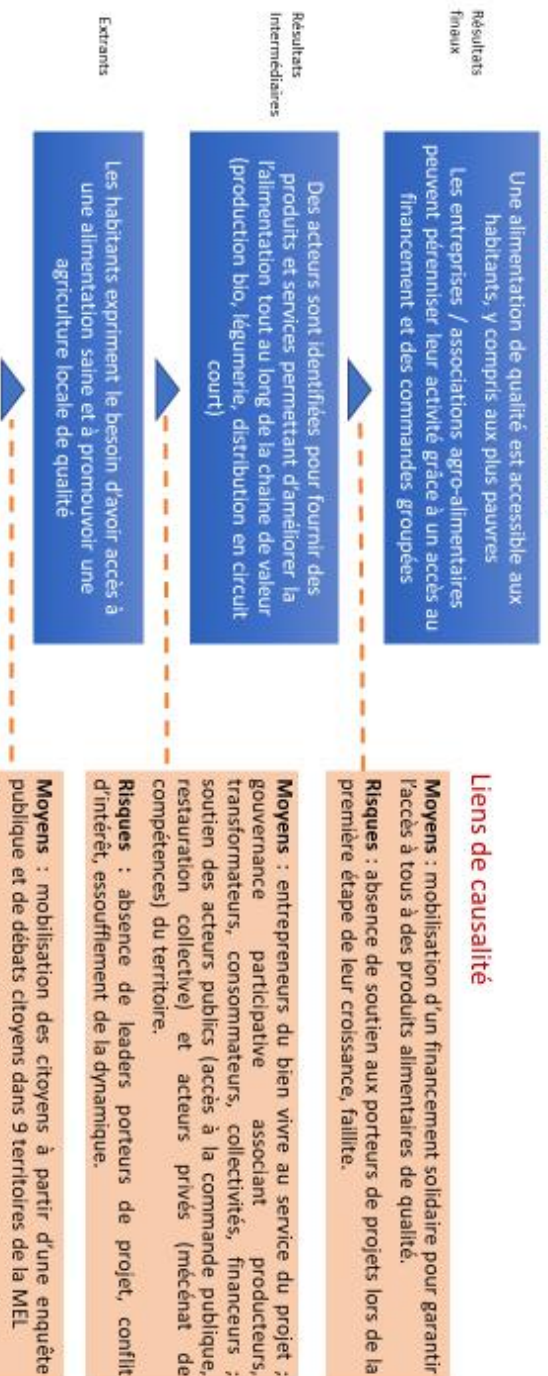 Liens de causalité
Résultats
finaux
Une alimentation de qualité est accessible aux
habitants, y compris aux plus pauvres
Les entreprises / associations agro-alimentaires
peuvent pérenniser leur activité grâce à un accès au
financement et des commandes groupées
Moyens : mobilisation d'un financement solidaire pour garantir
l'accès à tous à des produits alimentaires de qualité.
Risques : absence de soutien aux porteurs de projets lors de la
première étape de leur croissance, faillite.
Résultats
Intermédiaires
Des acteurs sont identifiées pour fournir des
produits et services permettant d'améliorer la
l'alimentation tout au long de la chaine de valeur
(production bio, légumerie, distribution en circuit
court)
Moyens : entrepreneurs du bien vivre au service du projet ;
gouvernance participative associant producteurs,
transformateurs, consommateurs, collectivités, financeurs ;
soutien des acteurs publics (accès à la commande publique,
restauration collective) et acteurs privés (mécénat de
compétences) du territoire.
Risques : absence de leaders porteurs de projet, conflit
d'intérêt, essoufflement de la dynamique.
Extrants
Les habitants expriment le besoin d'avoir accès à
une alimentation saine et à promouvoir une
agriculture locale de qualité
Moyens : mobilisation des citoyens à partir d'une enquête
publique et de débats citoyens dans 9 territoires de la MEL